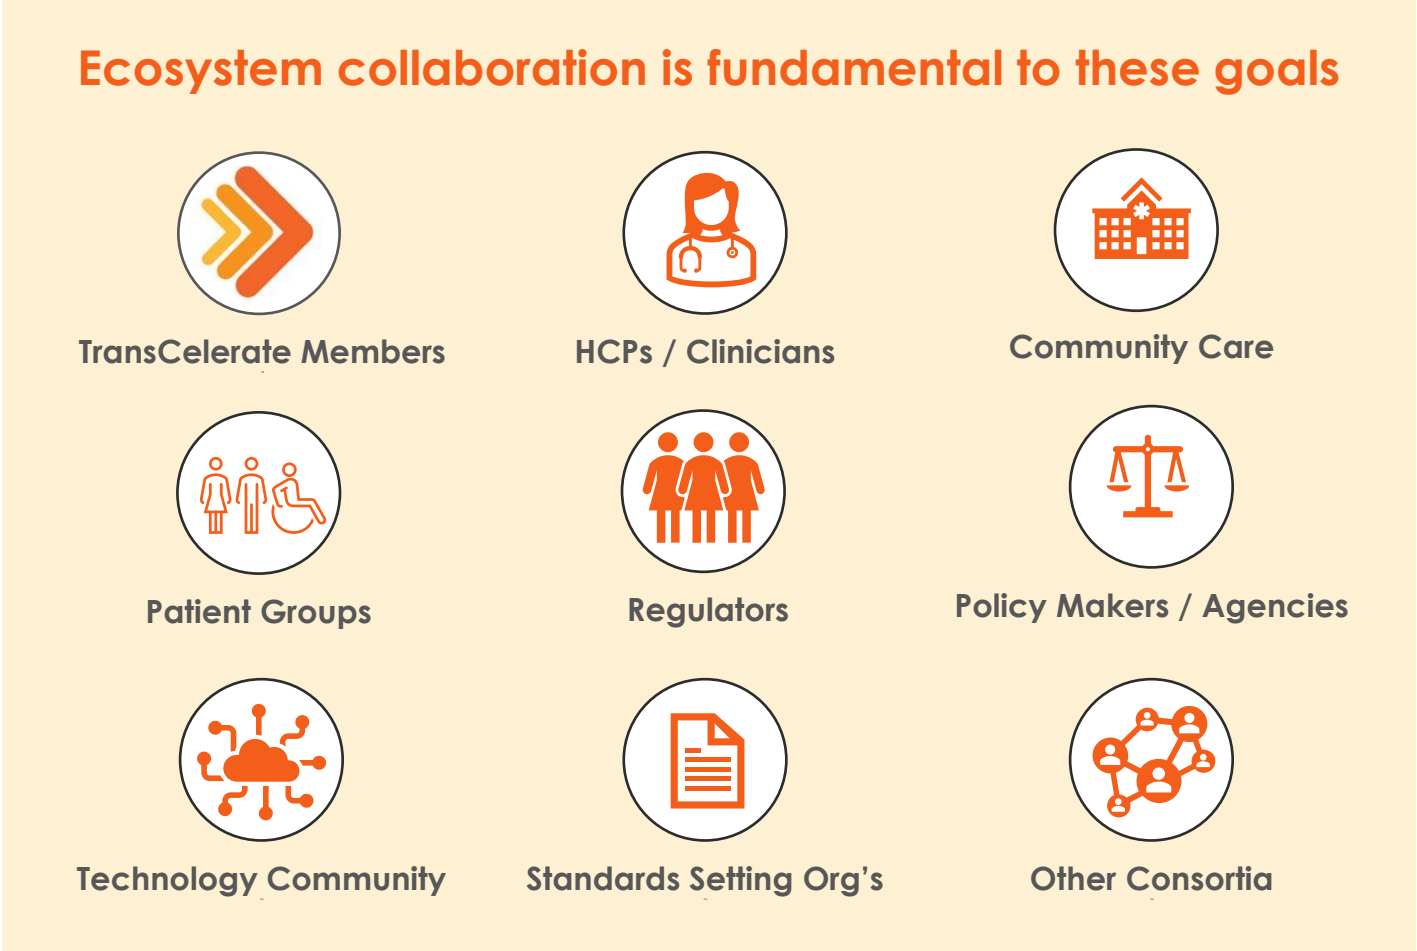 Ecosystem collaboration is fundamental to these goals
TransCelerate Members
HCPs / Clinicians
Community Care
Patient Groups
Regulators
Policy Makers / Agencies
Technology Community
Standards Setting Org’s
Other Consortia